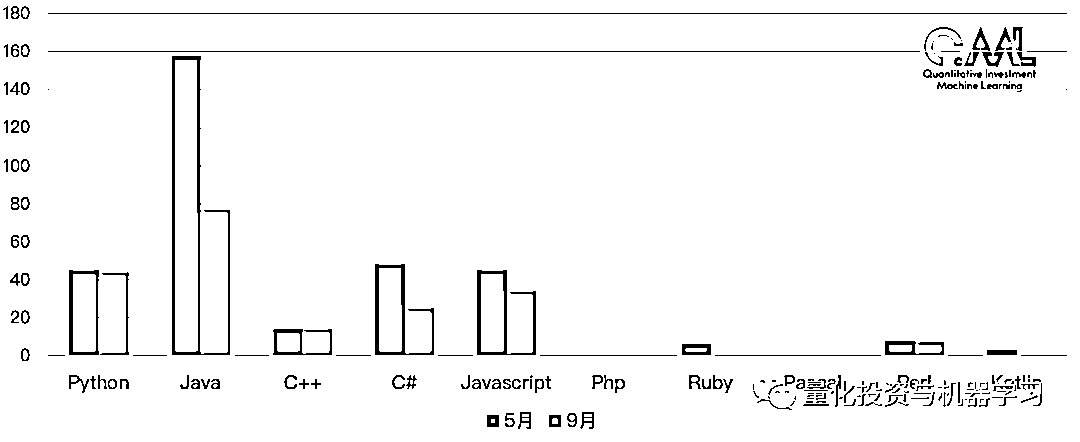 180
160
140
120
100
80
60
40
20
0
Quantitative Investment
Machine Learning
Python Java C++ C# Javascript Php Ruby Pascal Perl Kotlin
量化投资与机器学习
5月 9月